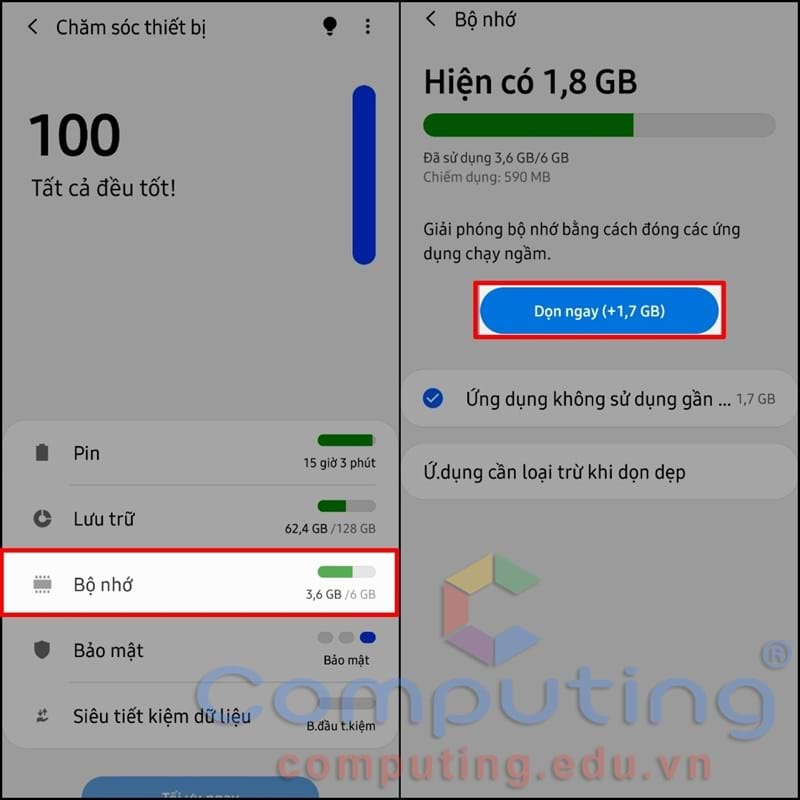 Chăm sóc thiết bị
100
Tất cả đều tốt!
Pin
15 giờ 3 phút
Lưu trữ
62,4 GB /128 GB
Bộ nhớ
3,6 GB /6 GB
Bảo mật
Bảo mật
Siêu tiết kiệm dữ liệu
B.đầu t.kiệm
Tối ưu ngay
Bộ nhớ
Hiện có 1,8 GB
Đã sử dụng 3,6 GB/6 GB
Chiếm dụng: 590 MB
Giải phóng bộ nhớ bằng cách đóng các ứng
dụng chạy ngầm.
Dọn ngay (+1,7 GB)
Ứng dụng không sử dụng gần ... 1,7 GB
Ứ.dụng cần loại trừ khi dọn dẹp
Computing®
computing.edu.vn